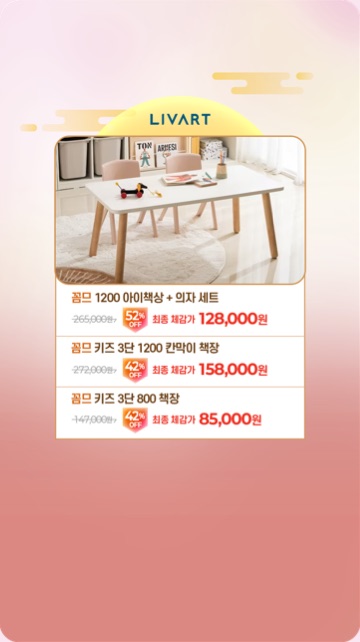 LIVART
TON
ARMESI
꼼므 1200 아이책상 + 의자 세트
265,000원
52%
OFF
최종 체감가 128,000원
꼼므 키즈 3단 1200 칸막이 책장
272,000원
42%
OFF
최종 체감가 158,000원
꼼므 키즈 3단 800 책장
147,000원
42%
OFF
최종 체감가 85,000원